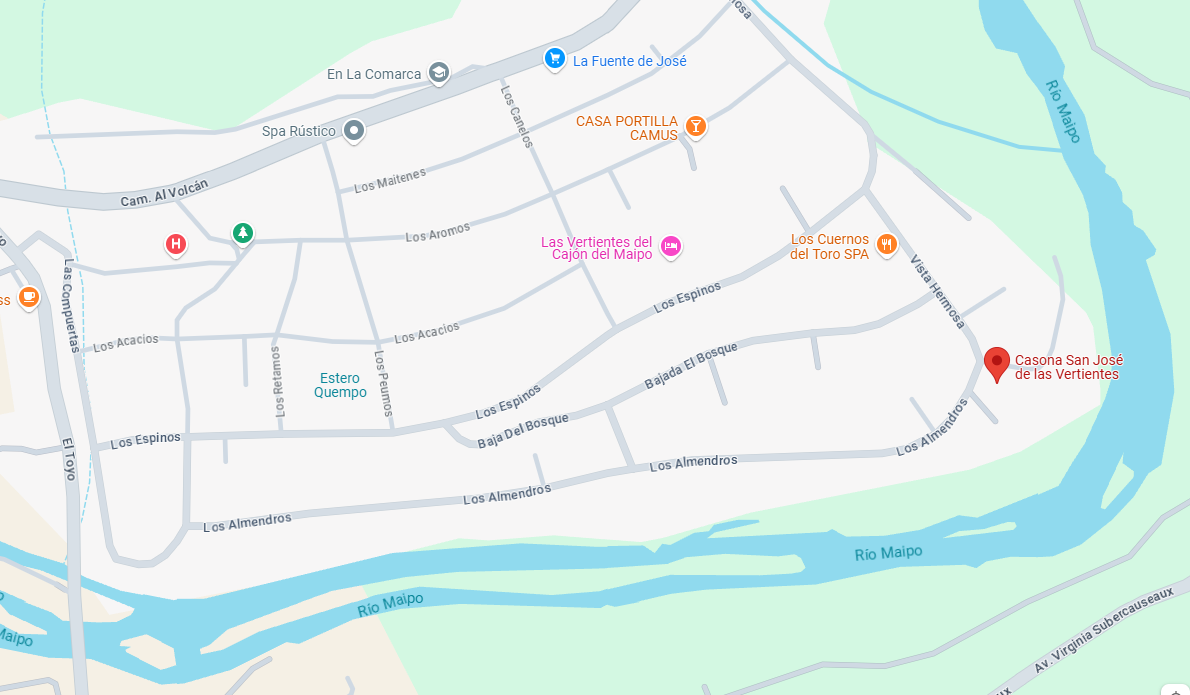 osa
La Fuente de José
En La Comarca
Río Maipo
Los Canelos
Spa Rústico
CASA PORTILLA
CAMUS
Los Maitenes
Cam. Al Volcán
Los Aromos
Las Vertientes del
Cajón del Maipo
Los Cuernos
del Toro SPA
Vista Hermosa
Las Compuertas
ss
Los Espinos
Los Acacios
Los Acacios
Los Retamos
Los Peumos
Estero
Quempo
Bajada El Bosque
Casona San José
de las Vertientes
Los Espinos
Baja Del Bosque
Los Espinos
El Toyo
Los Almendros
Los Almendros
Los Almendros
Los Almendros
Río Maipo
Río Maipo
Maipo
Av. Virginia Subercauseaux
ux